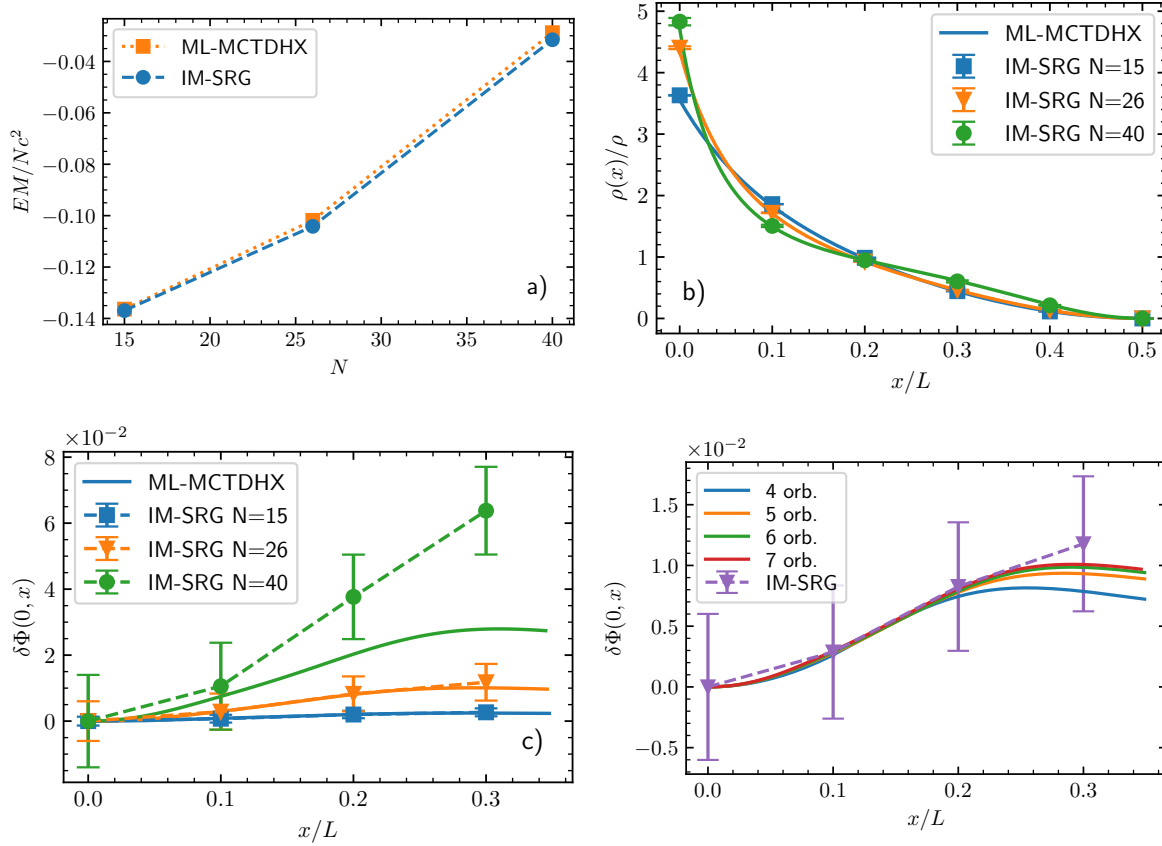 EM/Nc²
−0.04
−0.06
−0.08
−0.10
−0.12
−0.14
ML-MCTDHX
IM-SRG
a)
15 20 25 30 35 40
N
ρ(x)/ρ
5
4
3
2
1
0
ML-MCTDHX
IM-SRG N=15
IM-SRG N=26
IM-SRG N=40
b)
0.0 0.1 0.2 0.3 0.4 0.5
x/L
×10⁻²
δΦ(0, x)
8
6
4
2
0
ML-MCTDHX
IM-SRG N=15
IM-SRG N=26
IM-SRG N=40
c)
0.0 0.1 0.2 0.3
x/L
×10⁻²
δΦ(0, x)
1.5
1.0
0.5
0.0
−0.5
4 orb.
5 orb.
6 orb.
7 orb.
IM-SRG
0.0 0.1 0.2 0.3
x/L